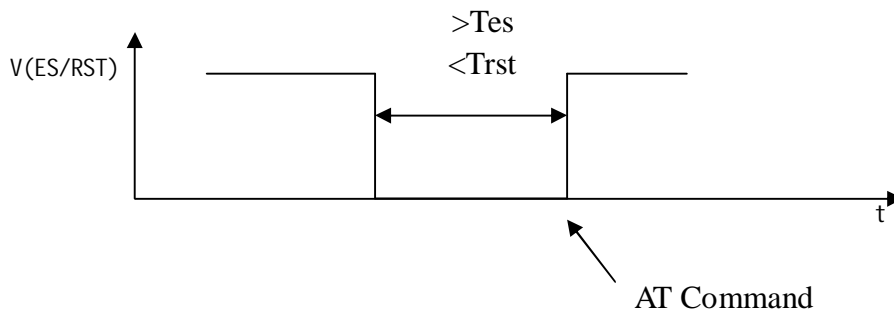 >Tes
<Trst
V(ES/RST)
t
AT Command